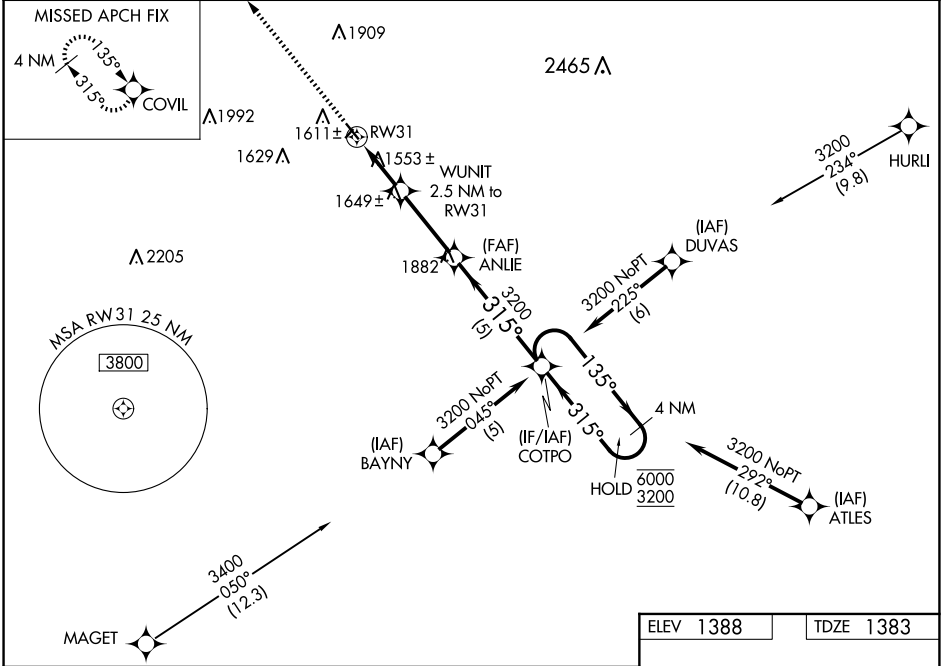 MISSED APCH FIX
4 NM
135°
315°
COVIL
1909
2465
1992
1611±
RW31
1629
1553 ±
WUNIT
2.5 NM to
RW31
1649±
3200
234°
(9.8)
HURLI
(IAF)
DUVAS
3200 NoPT
225°
(6)
2205
(FAF)
ANLIE
1882
3200
315°
(5)
MSA RW31 25 NM
3800
135°
315°
4 NM
3200 NoPT
045°
(5)
(IAF)
BAYNY
(IF/IAF)
COTPO
HOLD
6000
3200
3200 NoPT
292°
(10.8)
(IAF)
ATLES
3400
050°
(12.3)
MAGET
ELEV 1388
TDZE 1383